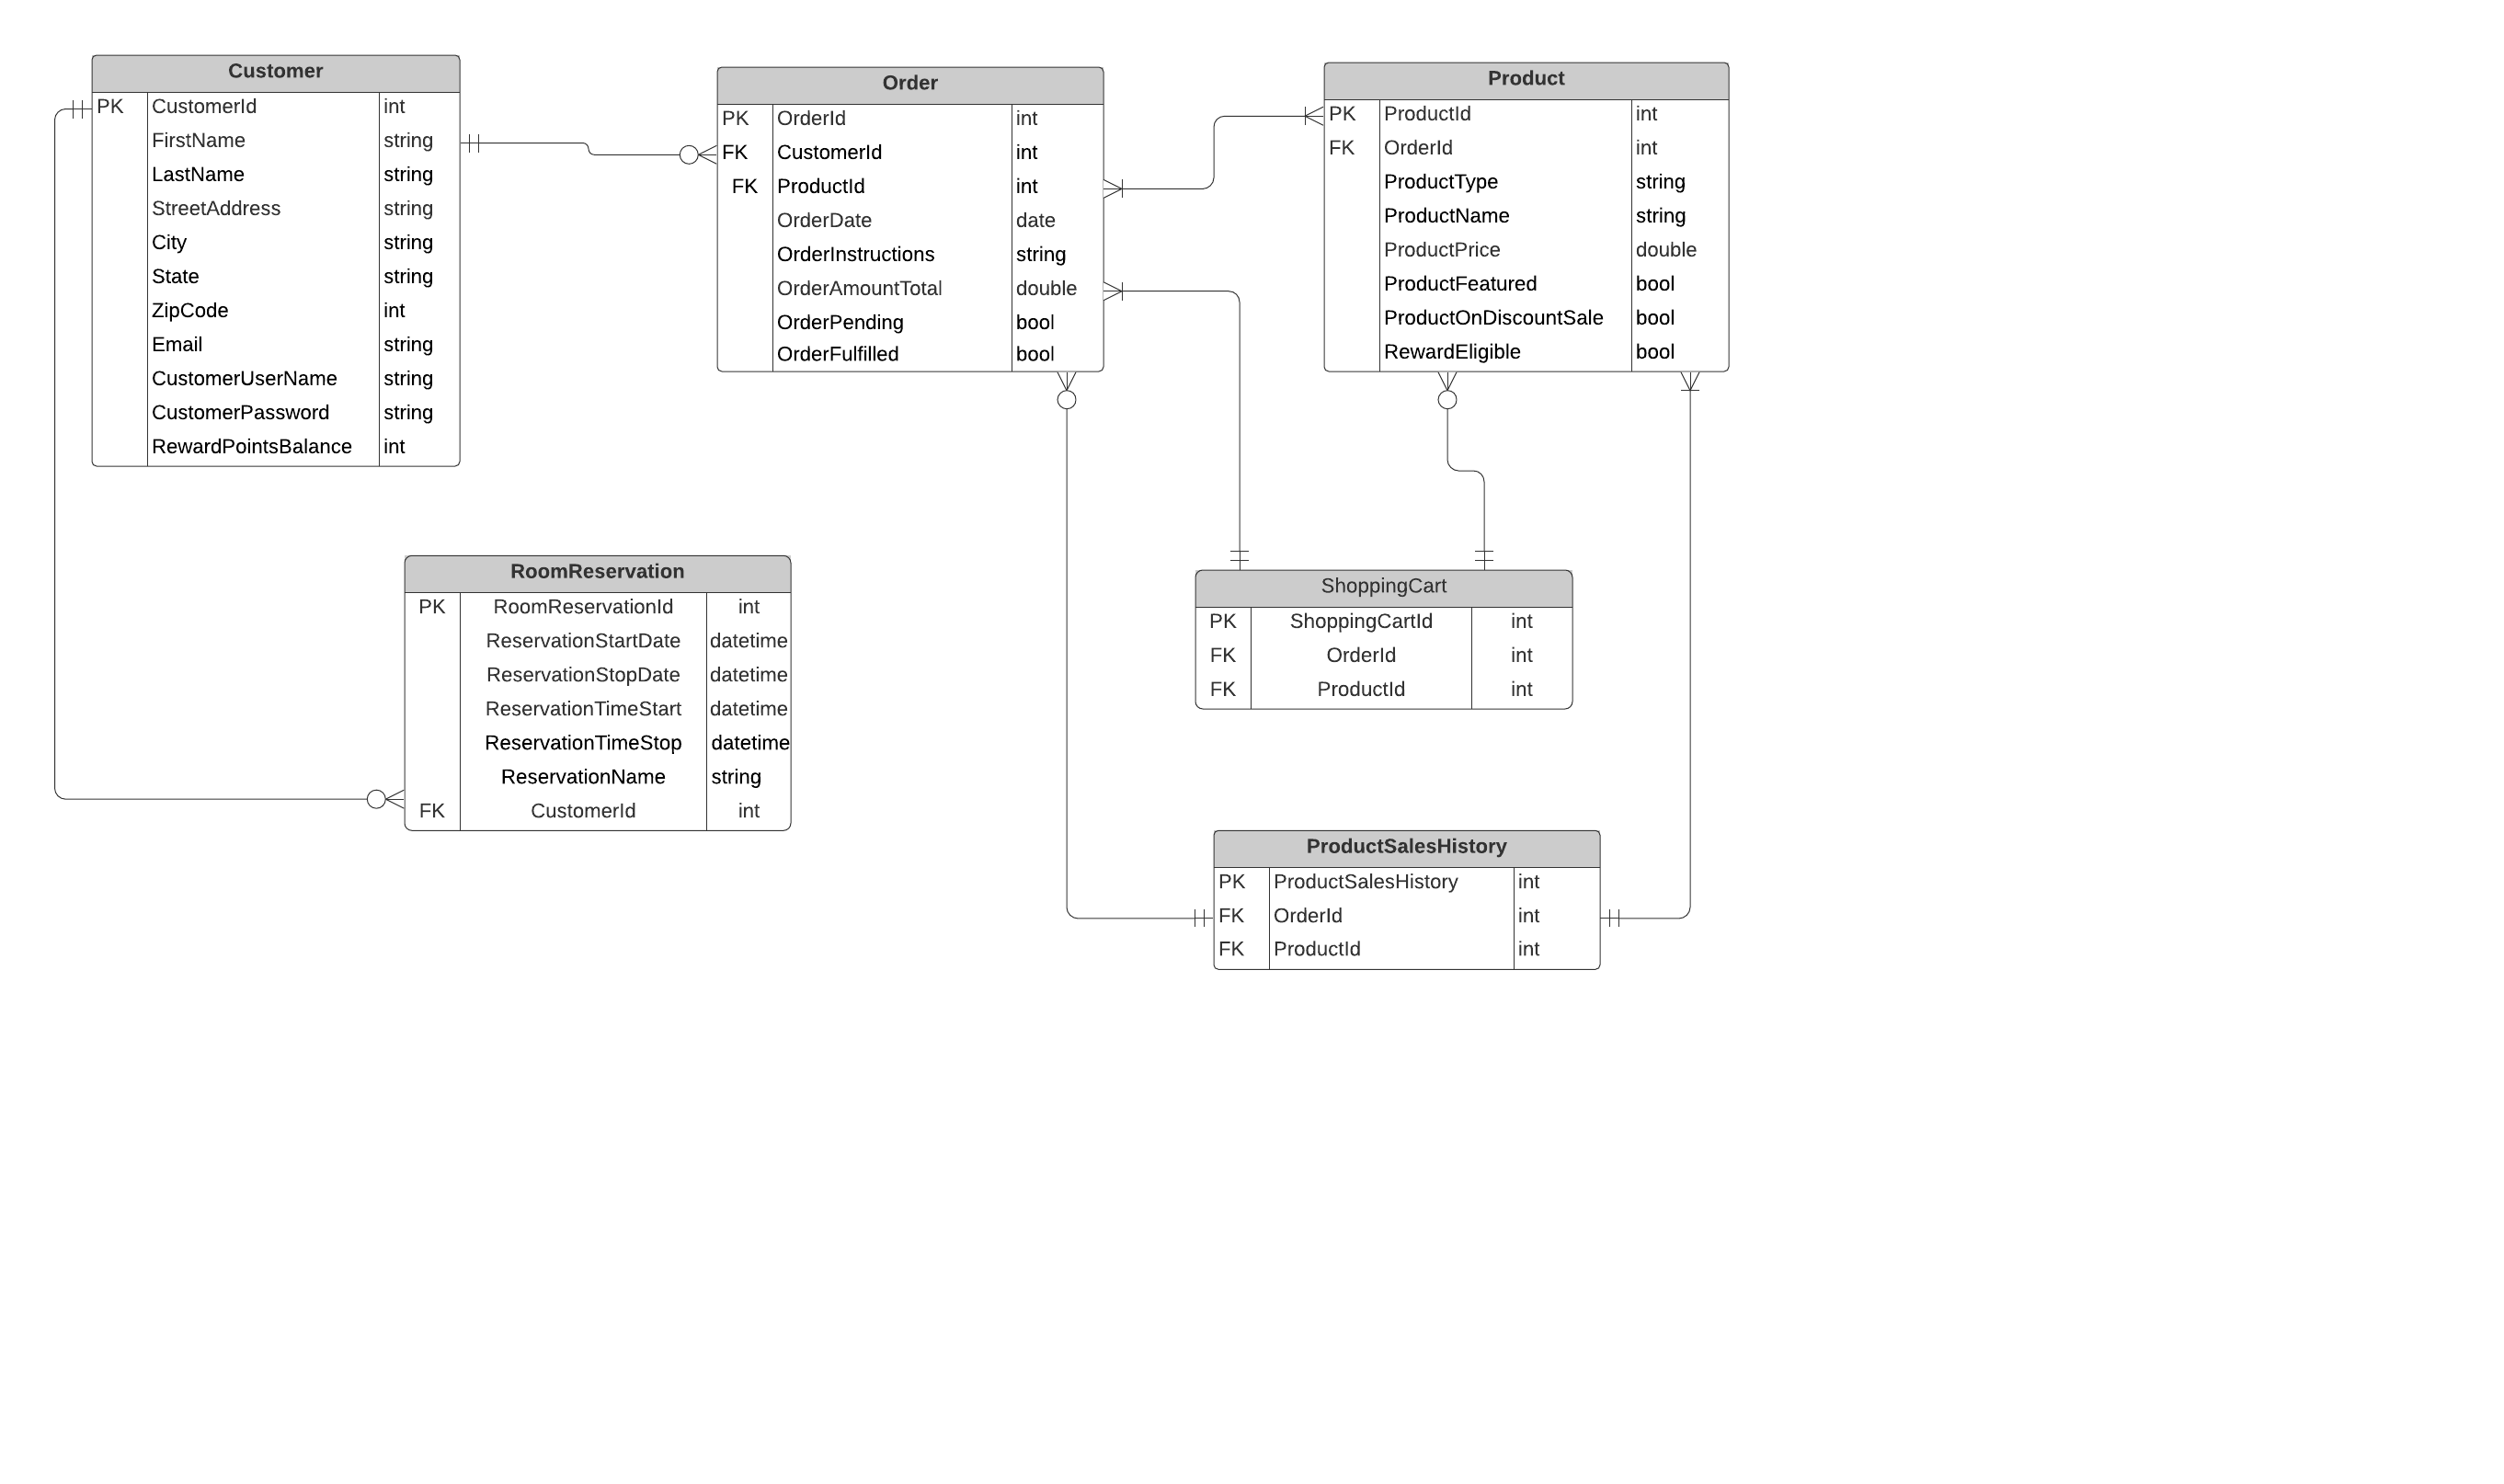 Customer
PK CustomerId int
FirstName string
LastName string
StreetAddress string
City string
State string
ZipCode int
Email string
CustomerUserName string
CustomerPassword string
RewardPointsBalance int
Order
PK OrderId int
FK CustomerId int
FK ProductId int
OrderDate date
OrderInstructions string
OrderAmountTotal double
OrderPending bool
OrderFulfilled bool
Product
PK ProductId int
FK OrderId int
ProductType string
ProductName string
ProductPrice double
ProductFeatured bool
ProductOnDiscountSale bool
RewardEligible bool
RoomReservation
PK RoomReservationId int
ReservationStartDate datetime
ReservationStopDate datetime
ReservationTimeStart datetime
ReservationTimeStop datetime
ReservationName string
FK CustomerId int
ShoppingCart
PK ShoppingCartId int
FK OrderId int
FK ProductId int
ProductSalesHistory
PK ProductSalesHistory int
FK OrderId int
FK ProductId int